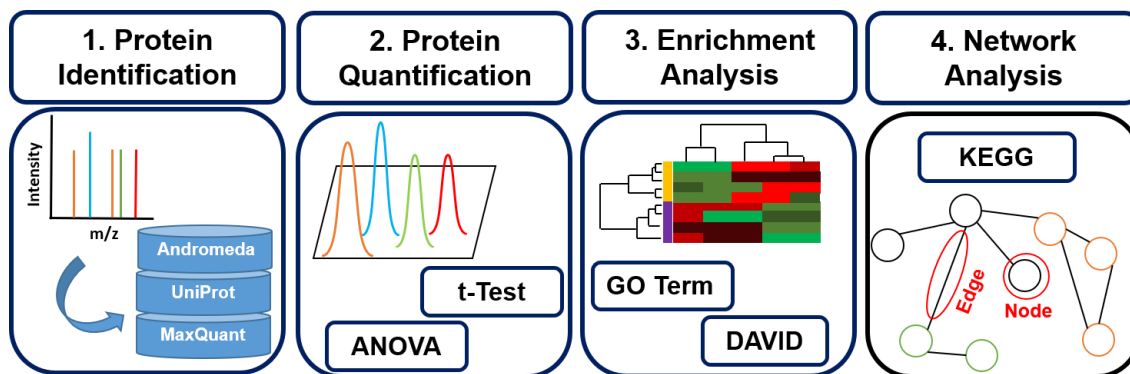 1. Protein
Identification
2. Protein
Quantification
3. Enrichment
Analysis
4. Network
Analysis
Intensity
m/z
Andromeda
UniProt
MaxQuant
t-Test
ANOVA
GO Term
DAVID
KEGG
Edge
Node